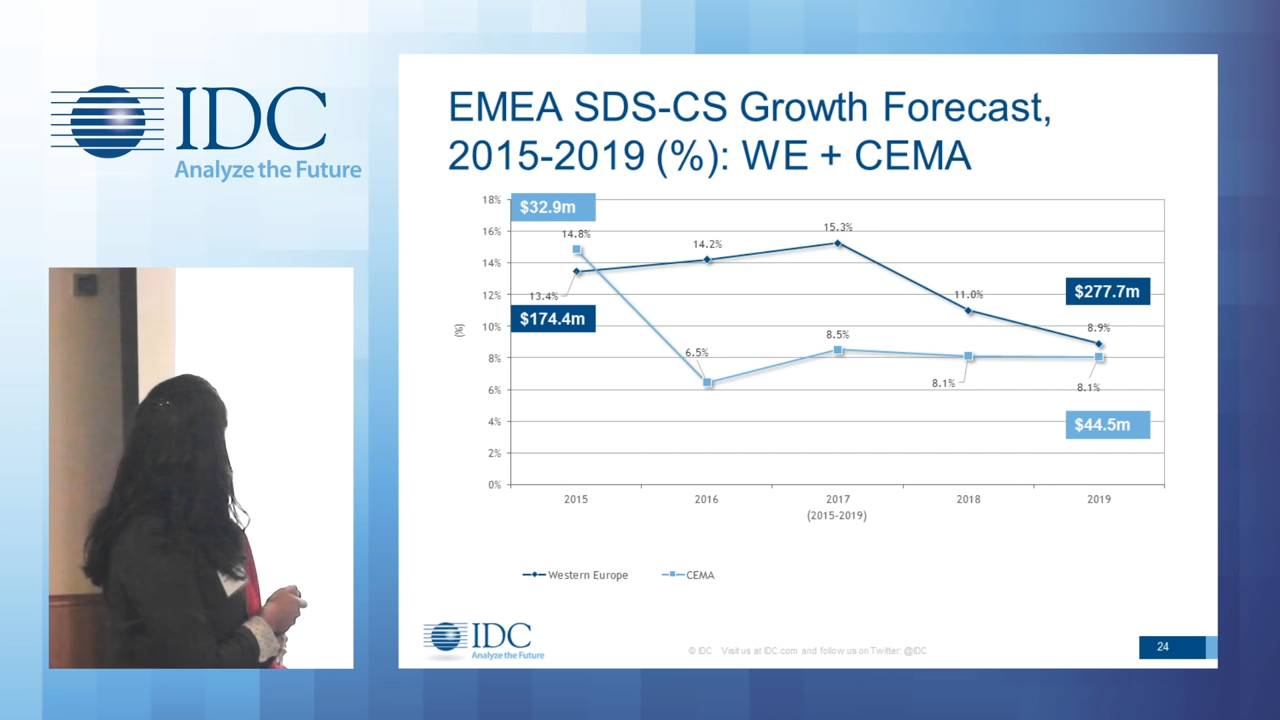 IDC
Analyze the Future
EMEA SDS-CS Growth Forecast,
2015-2019 (%): WE + CEMA
18%
16%
14%
12%
10%
8%
6%
4%
2%
0%
(%)
$32.9m
14.8%
13.4%
$174.4m
14.2%
6.5%
15.3%
8.5%
11.0%
8.1%
$277.7m
8.9%
8.1%
$44.5m
2015
2016
2017
2018
2019
(2015-2019)
Western Europe
CEMA
IDC
Analyze the Future
© IDC Visit us at IDC.com and follow us on Twitter: @IDC
24